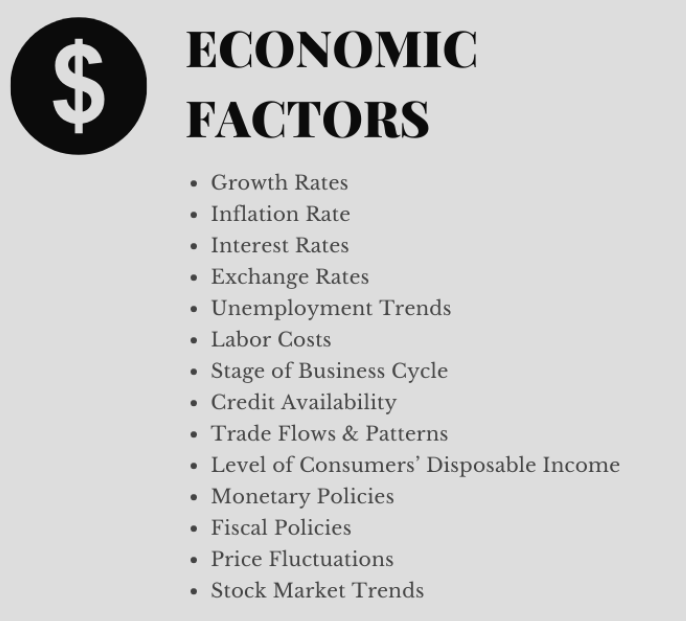 $
ECONOMIC
FACTORS
• Growth Rates
• Inflation Rate
• Interest Rates
• Exchange Rates
• Unemployment Trends
• Labor Costs
• Stage of Business Cycle
• Credit Availability
• Trade Flows & Patterns
• Level of Consumers’ Disposable Income
• Monetary Policies
• Fiscal Policies
• Price Fluctuations
• Stock Market Trends